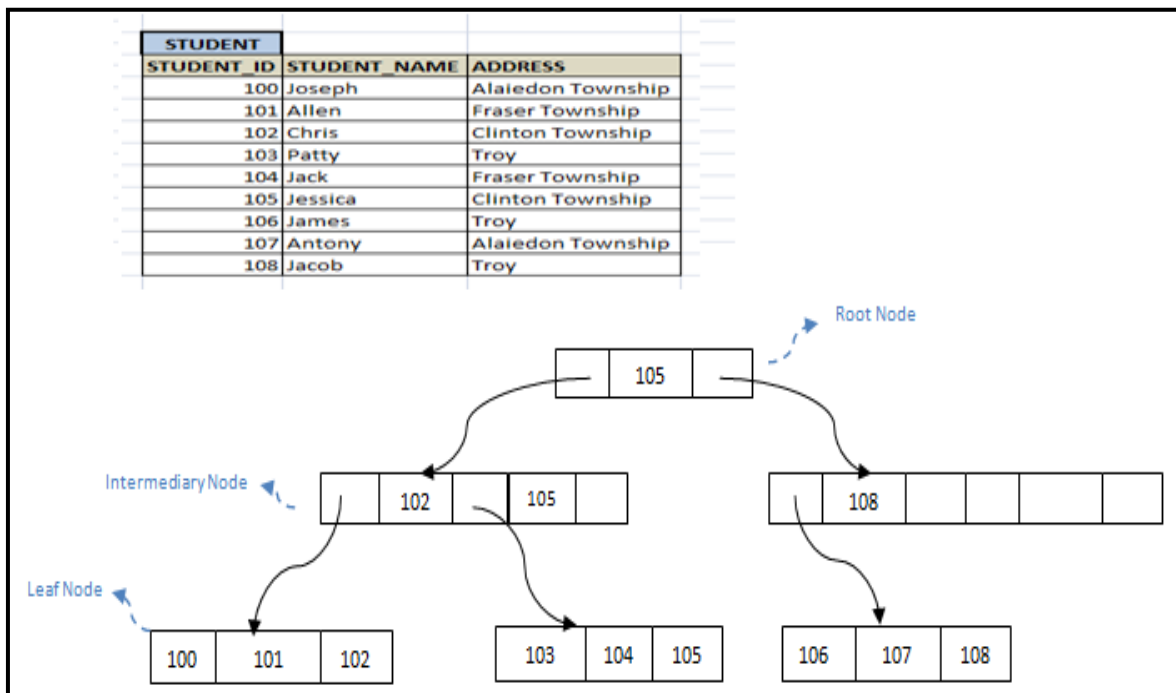 STUDENT
STUDENT_ID STUDENT_NAME ADDRESS
100 Joseph Alaiedon Township
101 Allen Fraser Township
102 Chris Clinton Township
103 Patty Troy
104 Jack Fraser Township
105 Jessica Clinton Township
106 James Troy
107 Antony Alaiedon Township
108 Jacob Troy
Root Node
105
Intermediary Node
102 105
108
Leaf Node
100 101 102
103 104 105
106 107 108